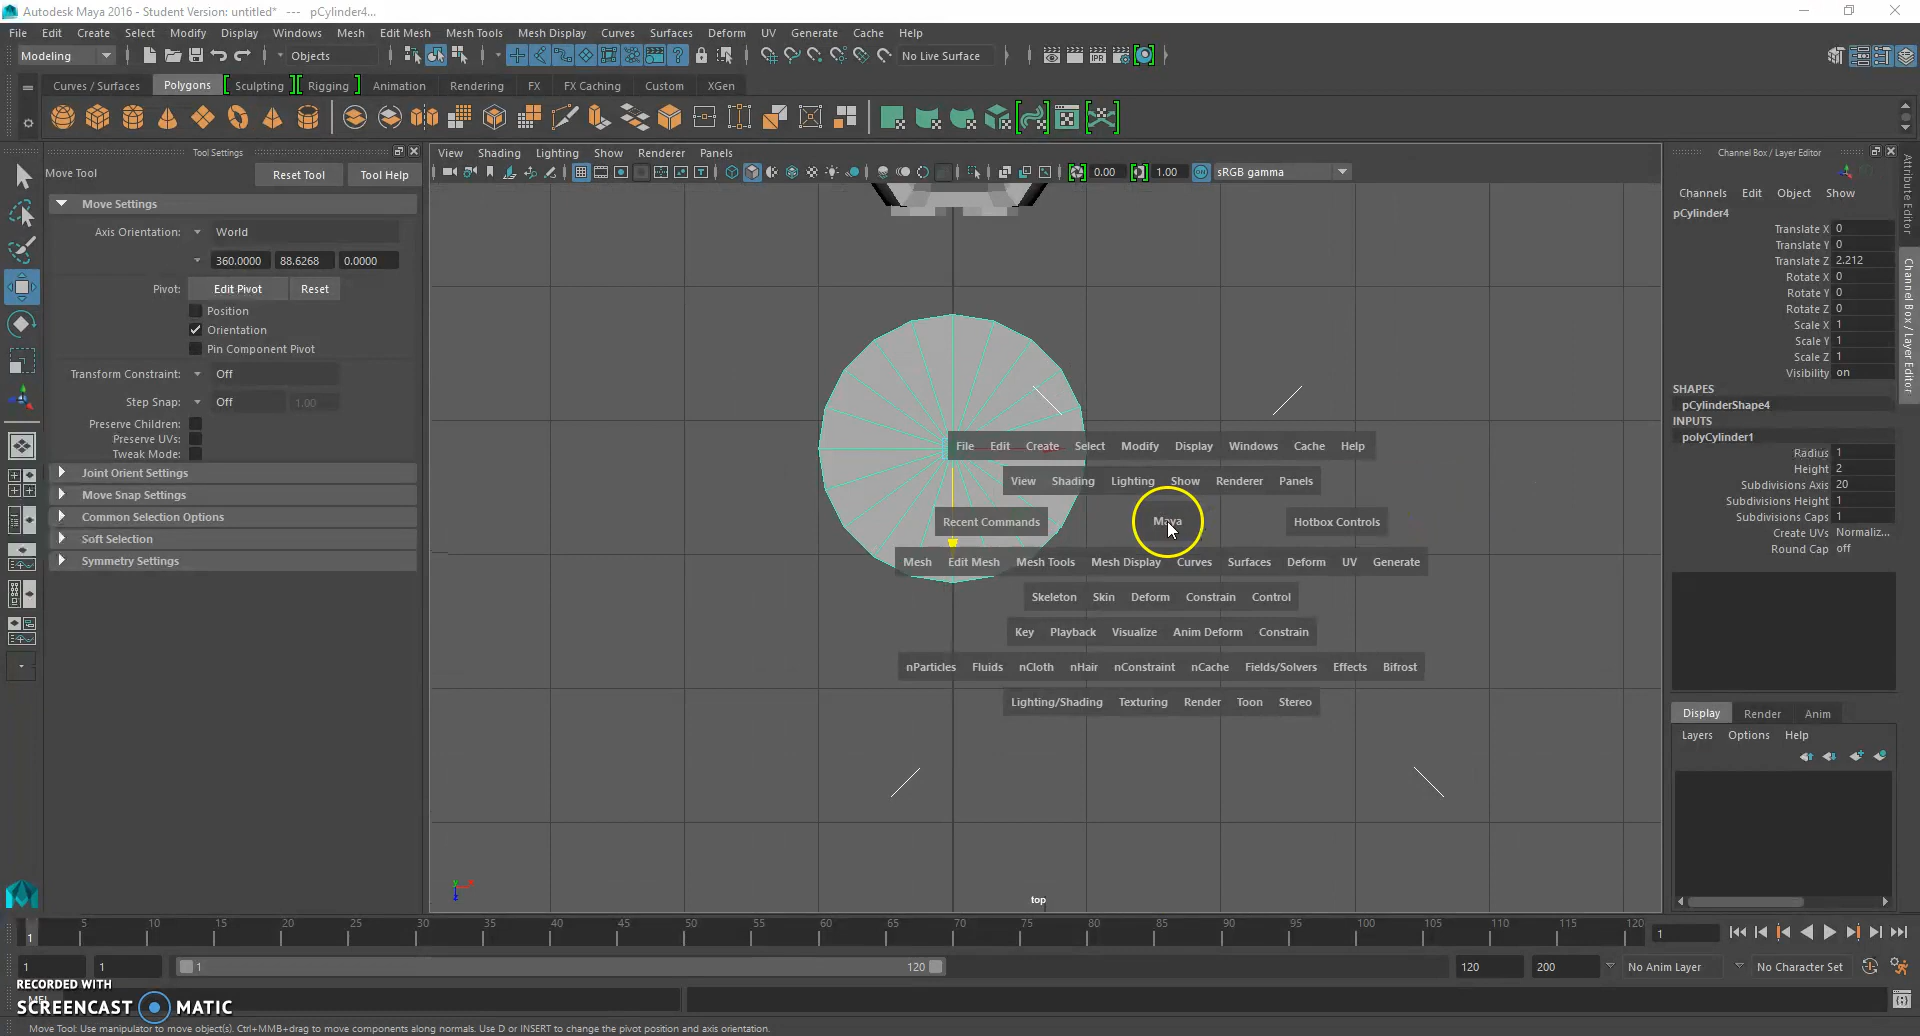 Autodesk Maya 2016 - Student Version: untitled* --- pCylinder4...
File Edit Create Select Modify Display Windows Mesh Edit Mesh Mesh Tools Mesh Display Curves Surfaces Deform UV Generate Cache Help
Modeling Objects No Live Surface
Curves / Surfaces Polygons Sculpting Rigging Animation Rendering FX FX Caching Custom XGen
Tool Settings
Move Tool Reset Tool Tool Help
Move Settings
Axis Orientation: World
360.0000 88.6268 0.0000
Pivot: Edit Pivot Reset
Position
Orientation
Pin Component Pivot
Transform Constraint: Off
Step Snap: Off 1.00
Preserve Children:
Preserve UVs:
Tweak Mode:
Joint Orient Settings
Move Snap Settings
Common Selection Options
Soft Selection
Symmetry Settings
View Shading Lighting Show Renderer Panels
IPR
0.00 1.00 sRGB gamma
File Edit Create Select Modify Display Windows Cache Help
View Shading Lighting Show Renderer Panels
Recent Commands Maya Hotbox Controls
Mesh Edit Mesh Mesh Tools Mesh Display Curves Surfaces Deform UV Generate
Skeleton Skin Deform Constrain Control
Key Playback Visualize Anim Deform Constrain
nParticles Fluids nCloth nHair nConstraint nCache Fields/Solvers Effects Bifrost
Lighting/Shading Texturing Render Toon Stereo
top
Channel Box / Layer Editor
Channels Edit Object Show
pCylinder4
Translate X 0
Translate Y 0
Translate Z 2.212
Rotate X 0
Rotate Y 0
Rotate Z 0
Scale X 1
Scale Y 1
Scale Z 1
Visibility on
SHAPES
pCylinderShape4
INPUTS
polyCylinder1
Radius 1
Height 2
Subdivisions Axis 20
Subdivisions Height 1
Subdivisions Caps 1
Create UVs Normaliz...
Round Cap off
Display Render Anim
Layers Options Help
Attribute Editor
Channel Box / Layer Editor
1 5 10 15 20 25 30 35 40 45 50 55 60 65 70 75 80 85 90 95 100 105 110 115 120
1
1 1 1 120 120 200 No Anim Layer No Character Set
RECORDED WITH
SCREENCAST MATIC
Move Tool: Use manipulator to move object(s). Ctrl+MMB+drag to move components along normals. Use D or INSERT to change the pivot position and axis orientation.